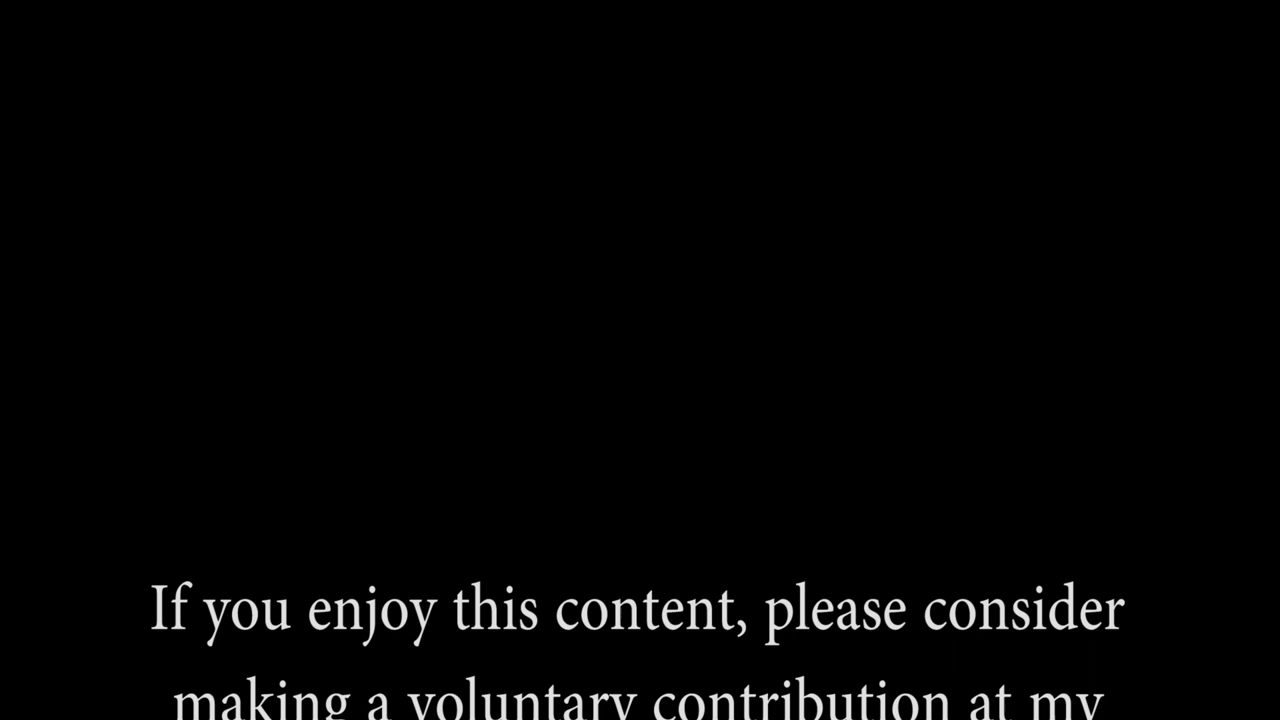 If you enjoy this content, please consider
making a voluntary contribution at my